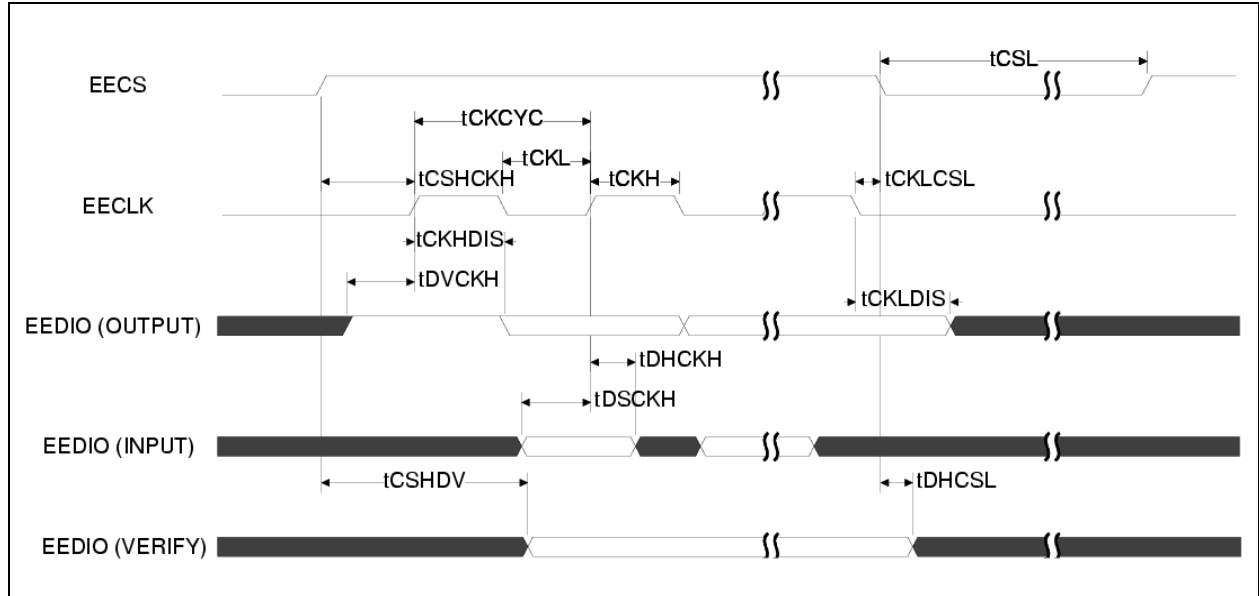 tCSL
EECS
tCKCYC
tCKL
tCSHCKH
tCKH
tCKLCSL
EECLK
tCKHDIS
tDVCKH
tCKLDIS
EEDIO (OUTPUT)
tDHCKH
tDSCKH
EEDIO (INPUT)
tCSHDV
tDHCSL
EEDIO (VERIFY)